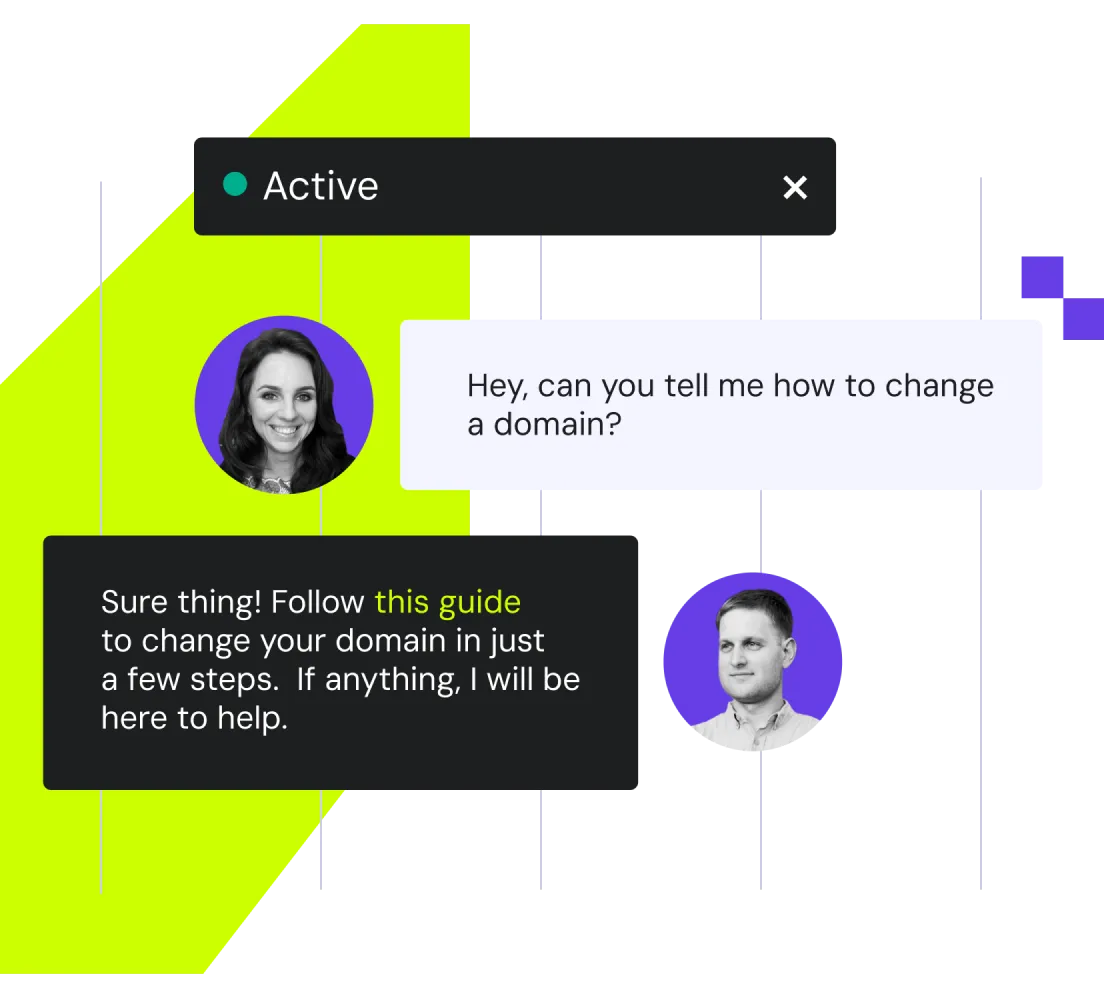 Active
Hey, can you tell me how to change
a domain?
Sure thing! Follow this guide
to change your domain in just
a few steps.  If anything, I will be
here to help.